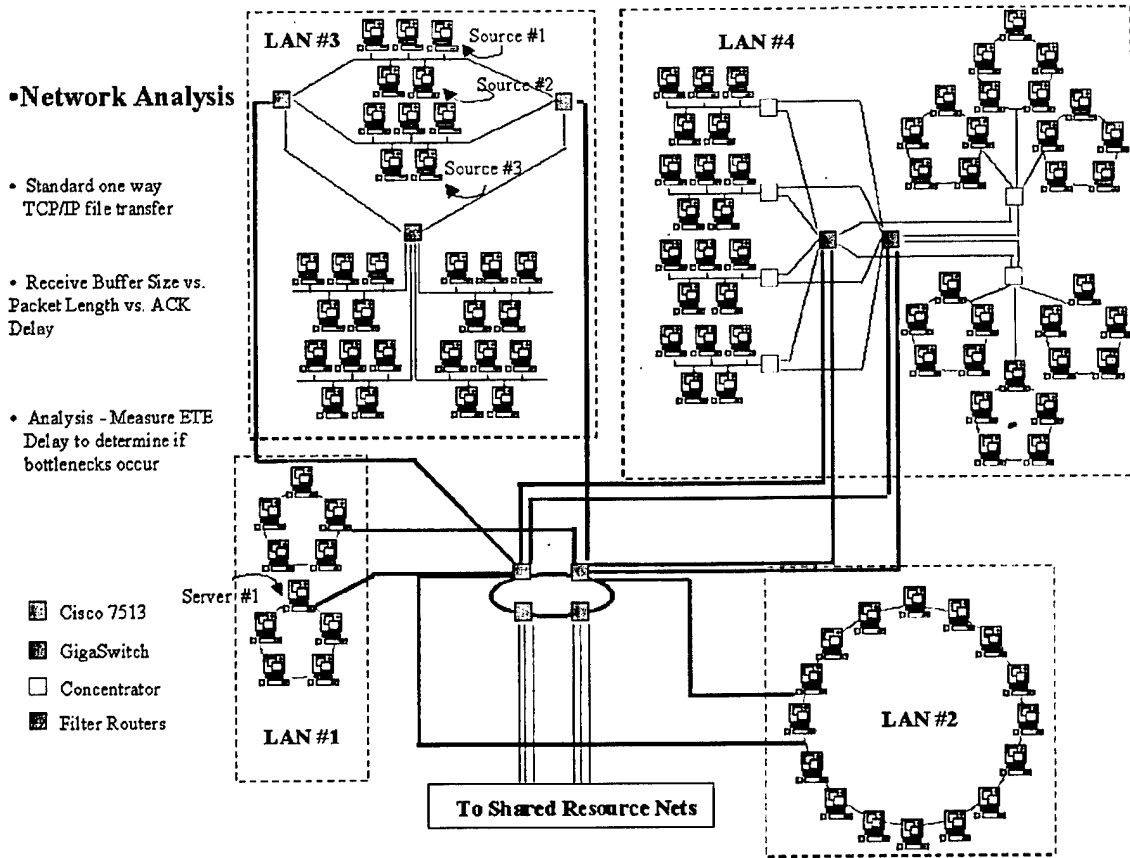 ▪Network Analysis
• Standard one way
TCP/IP file transfer
• Receive Buffer Size vs.
Packet Length vs. ACK
Delay
• Analysis - Measure ETE
Delay to determine if
bottlenecks occur
LAN #3
Source #1
Source #2
Source #3
LAN #4
Server #1
LAN #1
Cisco 7513
GigaSwitch
Concentrator
Filter Routers
LAN #2
To Shared Resource Nets